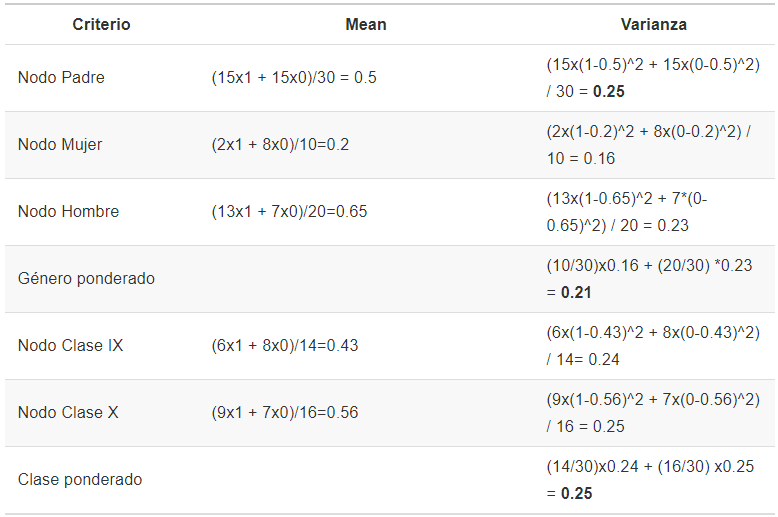 Criterio Mean Varianza
Nodo Padre (15x1 + 15x0)/30 = 0.5 (15x(1-0.5)^2 + 15x(0-0.5)^2)
/ 30 = 0.25
Nodo Mujer (2x1 + 8x0)/10=0.2 (2x(1-0.2)^2 + 8x(0-0.2)^2) /
10 = 0.16
Nodo Hombre (13x1 + 7x0)/20=0.65 (13x(1-0.65)^2 + 7*(0-
0.65)^2) / 20 = 0.23
Género ponderado (10/30)x0.16 + (20/30) *0.23
= 0.21
Nodo Clase IX (6x1 + 8x0)/14=0.43 (6x(1-0.43)^2 + 8x(0-0.43)^2)
/ 14= 0.24
Nodo Clase X (9x1 + 7x0)/16=0.56 (9x(1-0.56)^2 + 7x(0-0.56)^2)
/ 16 = 0.25
Clase ponderado (14/30)x0.24 + (16/30) x0.25
= 0.25